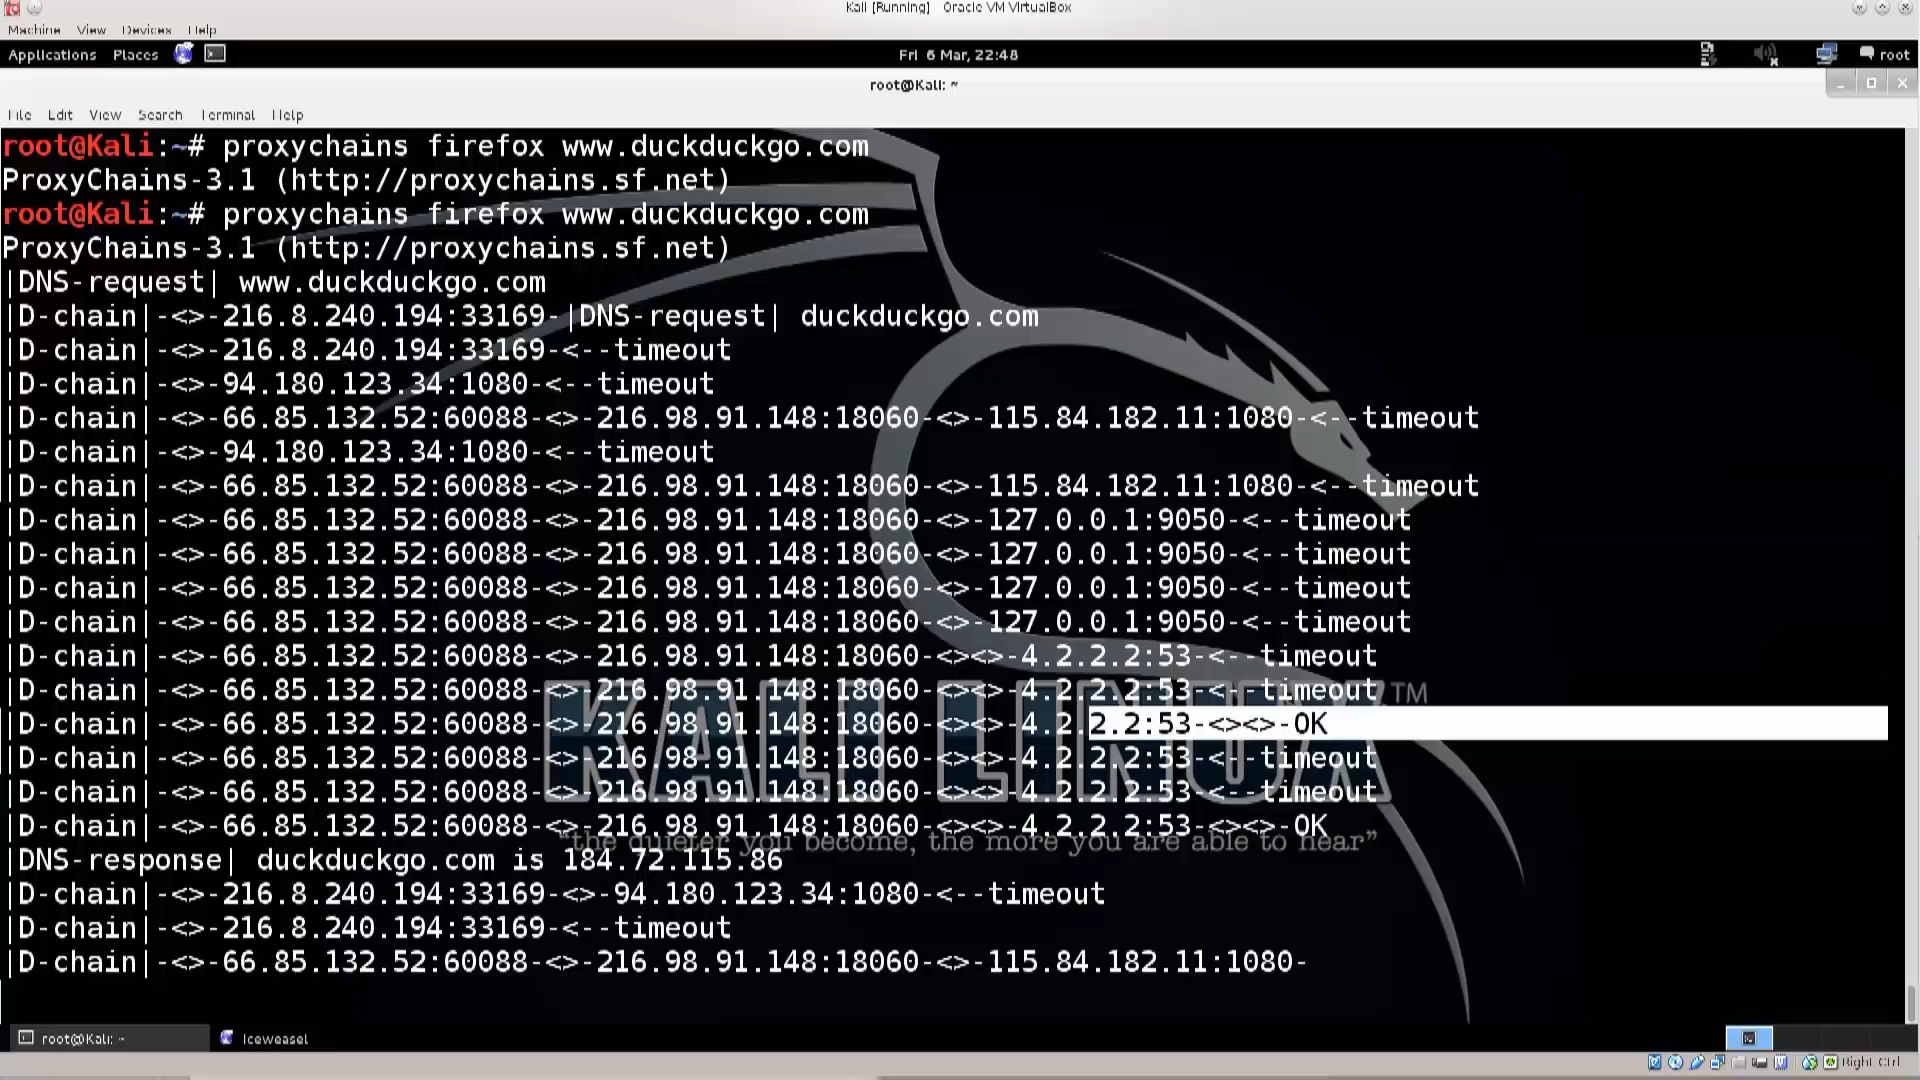 Kali [Running] - Oracle VM VirtualBox
Machine View Devices Help
Applications Places Fri 6 Mar, 22:48 root
root@Kali: ~
File Edit View Search Terminal Help
root@Kali:~# proxychains firefox www.duckduckgo.com
ProxyChains-3.1 (http://proxychains.sf.net)
root@Kali:~# proxychains firefox www.duckduckgo.com
ProxyChains-3.1 (http://proxychains.sf.net)
|DNS-request| www.duckduckgo.com
|D-chain|-<>-216.8.240.194:33169-|DNS-request| duckduckgo.com
|D-chain|-<>-216.8.240.194:33169-<--timeout
|D-chain|-<>-94.180.123.34:1080-<--timeout
|D-chain|-<>-66.85.132.52:60088-<>-216.98.91.148:18060-<>-115.84.182.11:1080-<--timeout
|D-chain|-<>-94.180.123.34:1080-<--timeout
|D-chain|-<>-66.85.132.52:60088-<>-216.98.91.148:18060-<>-115.84.182.11:1080-<--timeout
|D-chain|-<>-66.85.132.52:60088-<>-216.98.91.148:18060-<>-127.0.0.1:9050-<--timeout
|D-chain|-<>-66.85.132.52:60088-<>-216.98.91.148:18060-<>-127.0.0.1:9050-<--timeout
|D-chain|-<>-66.85.132.52:60088-<>-216.98.91.148:18060-<>-127.0.0.1:9050-<--timeout
|D-chain|-<>-66.85.132.52:60088-<>-216.98.91.148:18060-<>-127.0.0.1:9050-<--timeout
|D-chain|-<>-66.85.132.52:60088-<>-216.98.91.148:18060-<><>-4.2.2.2:53-<--timeout
|D-chain|-<>-66.85.132.52:60088-<>-216.98.91.148:18060-<><>-4.2.2.2:53-<--timeout
|D-chain|-<>-66.85.132.52:60088-<>-216.98.91.148:18060-<><>-4.2.2.2:53-<><>-OK
|D-chain|-<>-66.85.132.52:60088-<>-216.98.91.148:18060-<><>-4.2.2.2:53-<--timeout
|D-chain|-<>-66.85.132.52:60088-<>-216.98.91.148:18060-<><>-4.2.2.2:53-<--timeout
|D-chain|-<>-66.85.132.52:60088-<>-216.98.91.148:18060-<><>-4.2.2.2:53-<><>-OK
|DNS-response| duckduckgo.com is 184.72.115.86
|D-chain|-<>-216.8.240.194:33169-<>-94.180.123.34:1080-<--timeout
|D-chain|-<>-216.8.240.194:33169-<--timeout
|D-chain|-<>-66.85.132.52:60088-<>-216.98.91.148:18060-<>-115.84.182.11:1080-
KALI LINUX TM
"the quieter you become, the more you are able to hear"
root@Kali: ~ Iceweasel
Right Ctrl